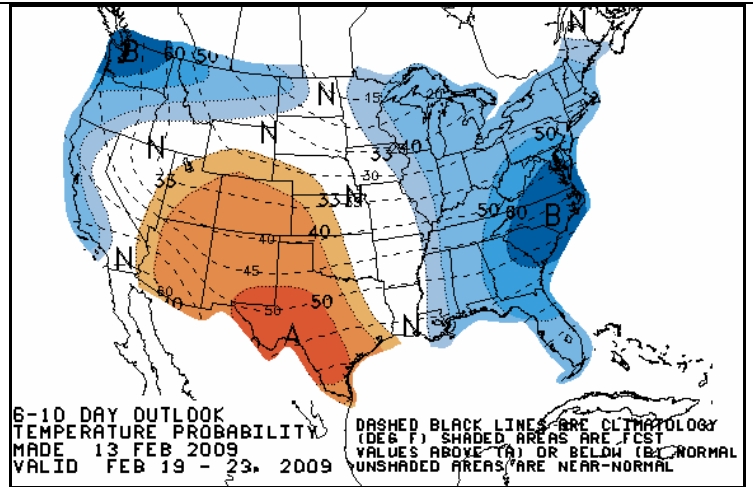 N
B 60 50
N
15 20
N
50
N
33 40
35
30
N
33
50 60
B
40
40
45
N
60
40
50
50
N
A
6-10 DAY OUTLOOK
TEMPERATURE PROBABILITY
MADE 13 FEB 2009
VALID FEB 19 - 23, 2009
DASHED BLACK LINES ARE CLIMATOLOGY
(DEG F) SHADED AREAS ARE FCST
VALUES ABOVE (A) OR BELOW (B) NORMAL
UNSHADED AREAS ARE NEAR-NORMAL